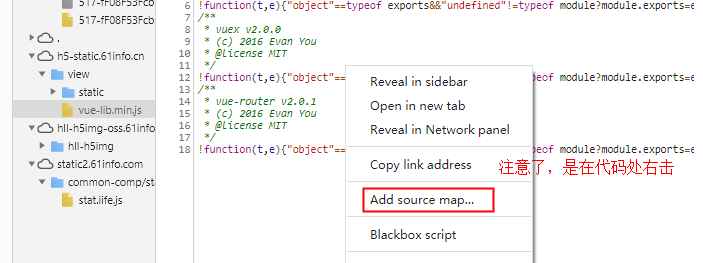 517-fF08F53Fcb
.
h5-static.61info.cn
view
static
vue-lib.min.js
hll-h5img-oss.61info
hll-h5img
static2.61info.com
common-comp/sta
stat.iife.js
6 !function(t,e){"object"==typeof exports&&"undefined"!=typeof module?module.exports=e
7 /**
8 * vuex v2.0.0
9 * (c) 2016 Evan You
10 * @license MIT
11 */
12 !function(t,e){"object"== typeof module?module.exports=e
13 /**
14 * vue-router v2.0.1
15 * (c) 2016 Evan You
16 * @license MIT
17 */
18 !function(t,e){"object"== typeof module?module.exports=e
Reveal in sidebar
Open in new tab
Reveal in Network panel
Copy link address
Add source map...
Blackbox script
注意了，是在代码处右击